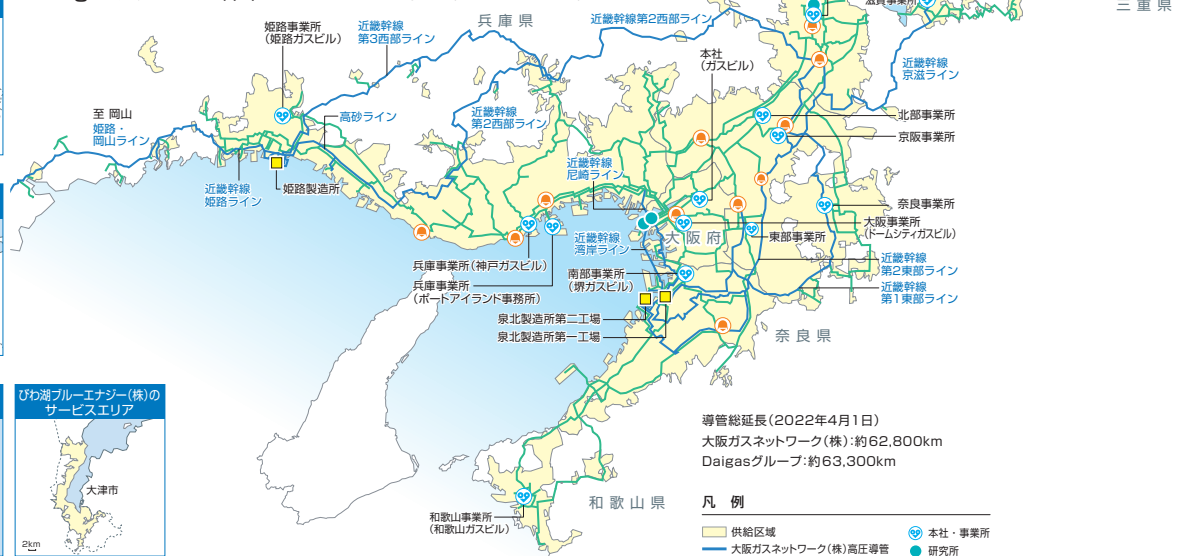 三重県
兵庫県
近畿幹線第2西部ライン
姫路事業所
(姫路ガスビル)
近畿幹線
第3西部ライン
本社
(ガスビル)
近畿幹線
京滋ライン
至 岡山
姫路・
岡山ライン
高砂ライン
近畿幹線
第2西部ライン
北部事業所
京阪事業所
近畿幹線
尼崎ライン
近畿幹線
姫路ライン
姫路製造所
奈良事業所
大阪事業所
(ドームシティガスビル)
大阪府
東部事業所
近畿幹線
湾岸ライン
兵庫事業所(神戸ガスビル)
南部事業所
(堺ガスビル)
近畿幹線
第2東部ライン
兵庫事業所
(ポートアイランド事務所)
近畿幹線
第1東部ライン
泉北製造所第二工場
泉北製造所第一工場
奈良県
びわ湖ブルーエナジー(株)の
サービスエリア
大津市
2km
導管総延長(2022年4月1日)
大阪ガスネットワーク(株):約62,800km
Daigasグループ:約63,300km
和歌山県
和歌山事業所
(和歌山ガスビル)
凡 例
供給区域
本社・事業所
大阪ガスネットワーク(株)高圧導管
研究所